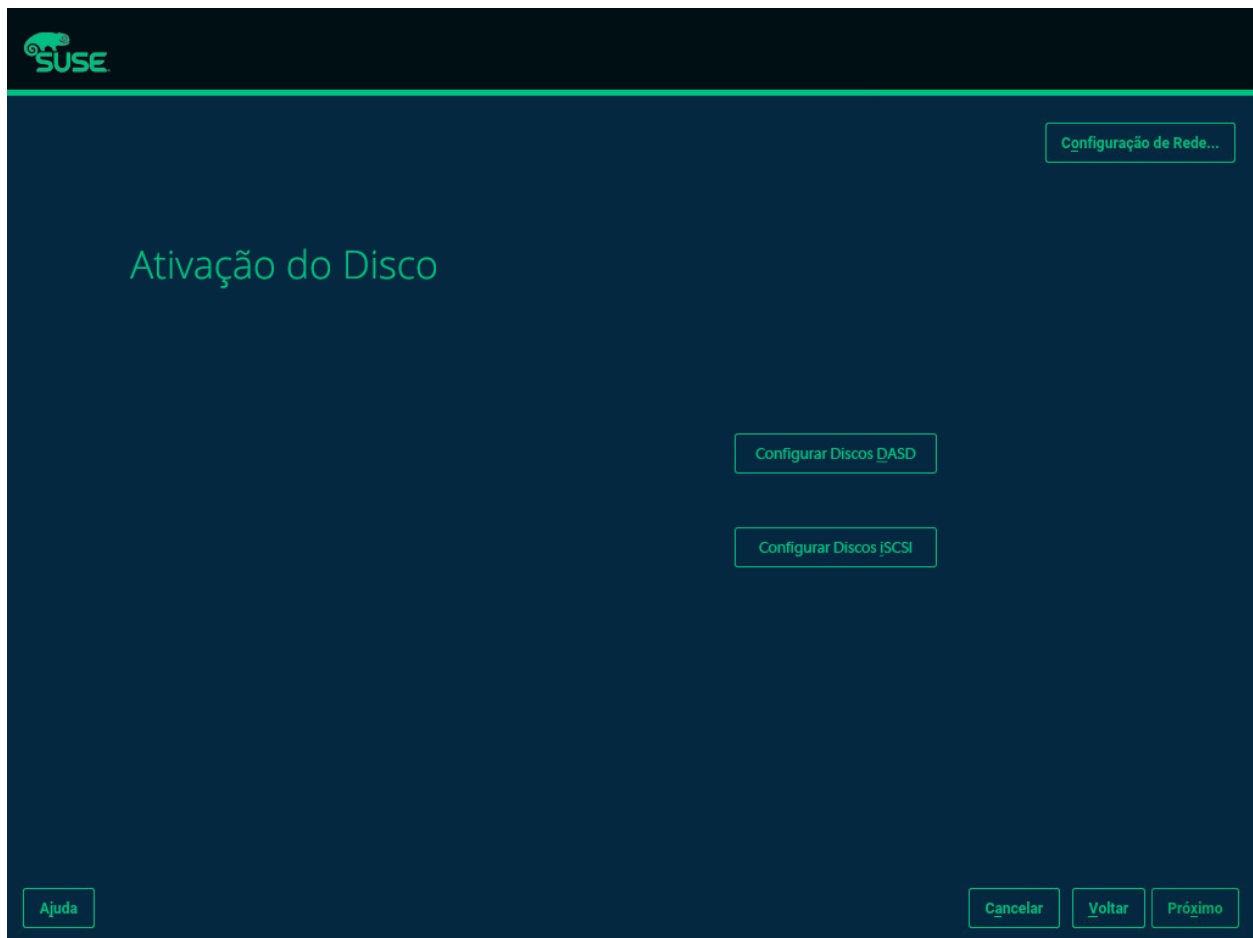 SUSE
Configuração de Rede...
Ativação do Disco
Configurar Discos DASD
Configurar Discos iSCSI
Ajuda
Cancelar
Voltar
Próximo